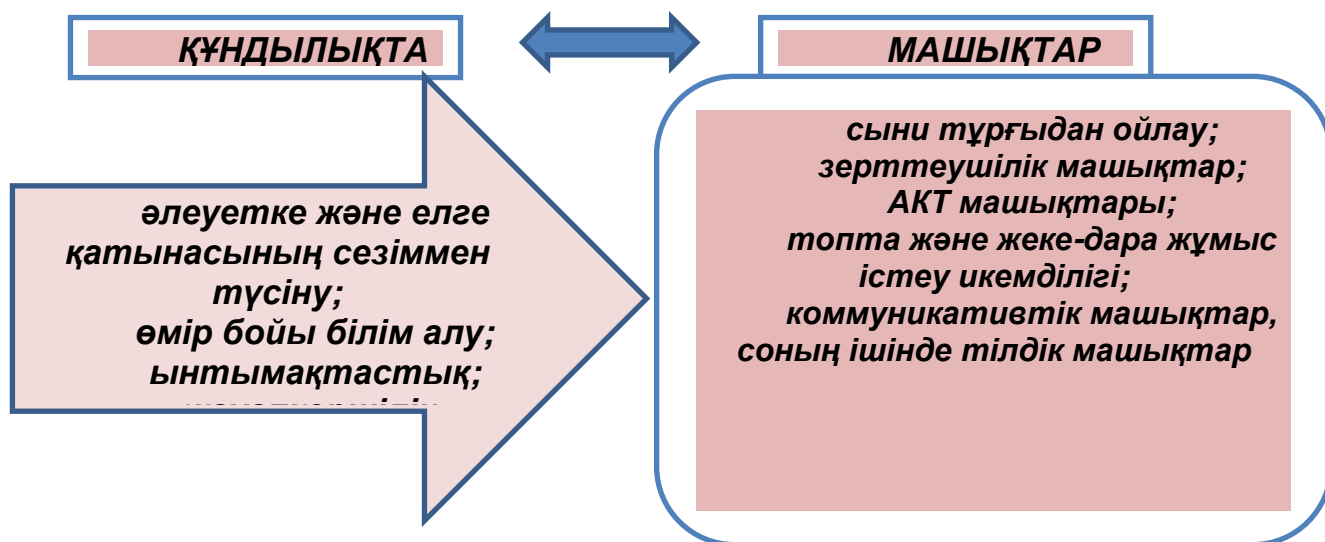 ҚҰНДЫЛЫҚТА
МАШЫҚТАР
әлеуетке және елге
қатынасының сезіммен
түсіну;
өмір бойы білім алу;
ынтымақтастық;
сыни тұрғыдан ойлау;
зерттеушілік машықтар;
АКТ машықтары;
топта және жеке-дара жұмыс
істеу икемділігі;
коммуникативтік машықтар,
соның ішінде тілдік машықтар